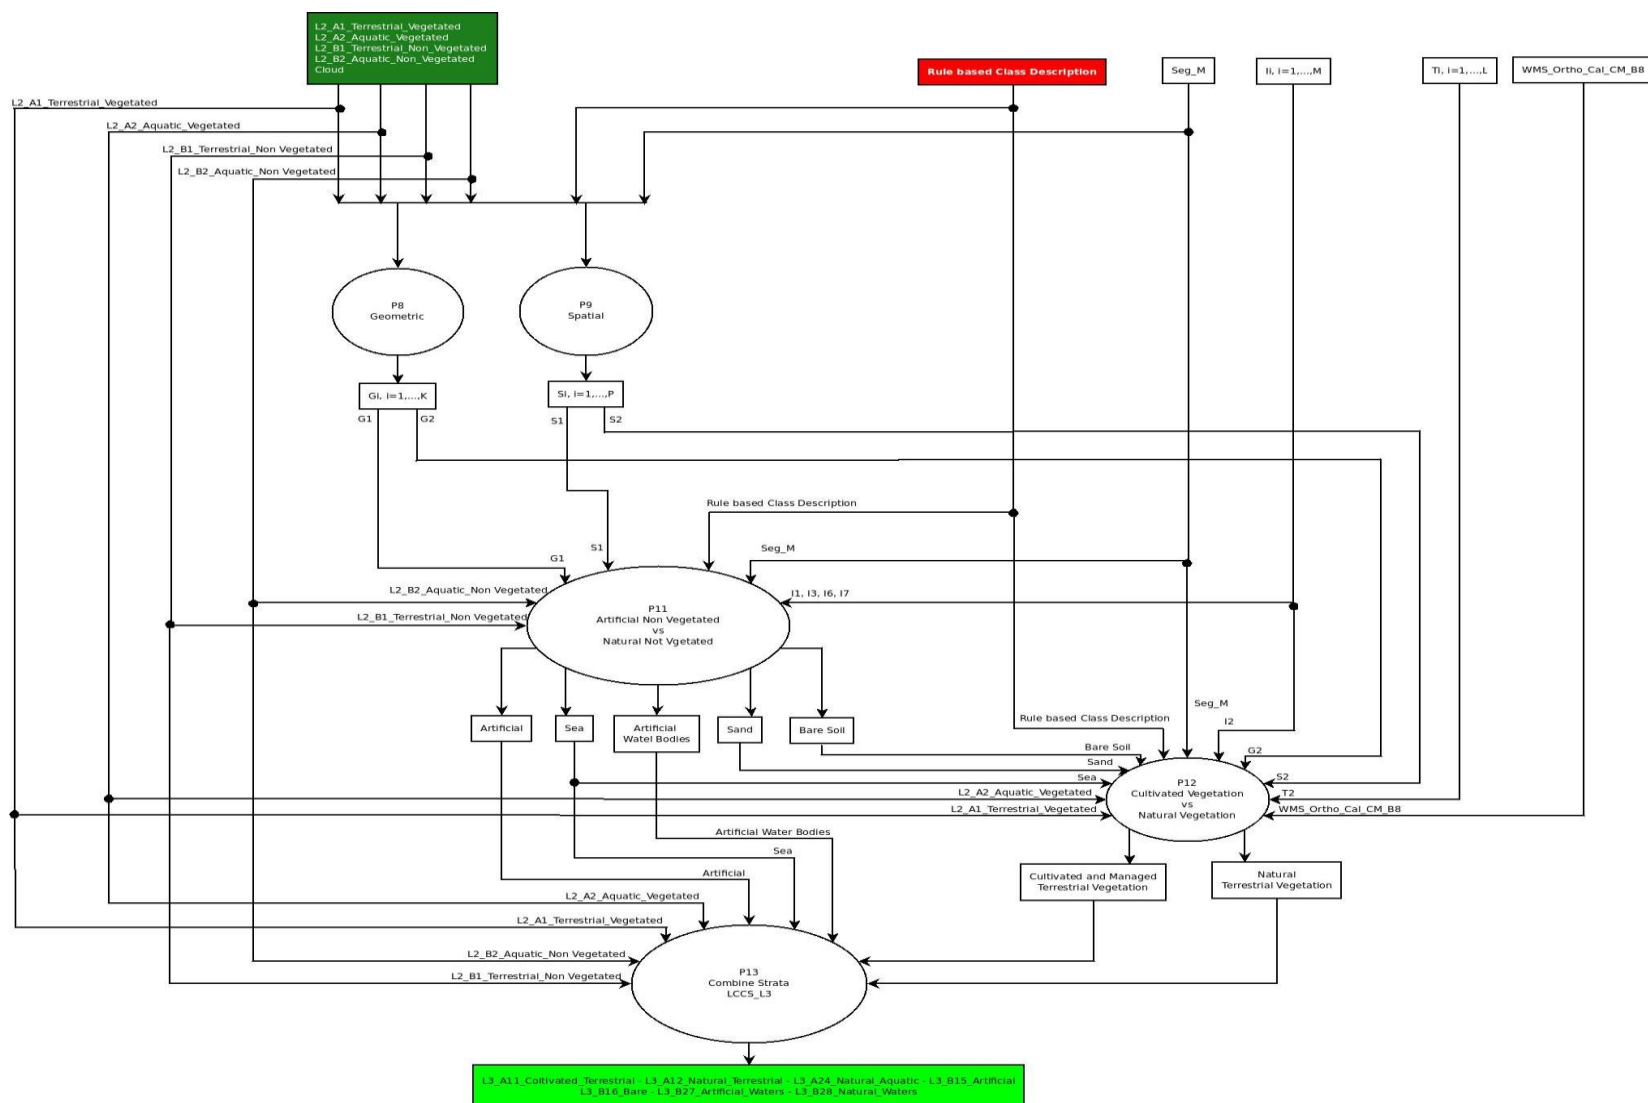 L2_A1_Terrestrial_Vegetated
L2_A2_Aquatic_Vegetated
L2_B1_Terrestrial_Non_Vegetated
L2_B2_Aquatic_Non_Vegetated
Cloud
Rule based Class Description
Seg_M
Ii, i=1,...,M
Ti, i=1,...,L
WMS_Ortho_Cal_CM_B8
L2_A1_Terrestrial_Vegetated
L2_A2_Aquatic_Vegetated
L2_B1_Terrestrial_Non Vegetated
L2_B2_Aquatic_Non Vegetated
P8
Geometric
P9
Spatial
Gi, i=1,...,K
Si, i=1,...,P
G1
G2
S1
S2
Rule based Class Description
Seg_M
S1
G1
L2_B2_Aquatic_Non Vegetated
I1, I3, I6, I7
L2_B1_Terrestrial_Non Vegetated
P11
Artificial Non Vegetated
vs
Natural Not Vgetated
Artificial
Sea
Artificial
Watel Bodies
Sand
Bare Soil
Seg_M
Rule based Class Description
I2
Bare Soil
G2
Sand
Sea
S2
L2_A2_Aquatic_Vegetated
T2
L2_A1_Terrestrial_Vegetated
WMS_Ortho_Cal_CM_B8
P12
Cultivated Vegetation
vs
Natural Vegetation
Artificial Water Bodies
Sea
Artificial
Cultivated and Managed
Terrestrial Vegetation
Natural
Terrestrial Vegetation
L2_A2_Aquatic_Vegetated
L2_A1_Terrestrial_Vegetated
L2_B2_Aquatic_Non Vegetated
L2_B1_Terrestrial_Non Vegetated
P13
Combine Strata
LCCS_L3
L3_A11_Coltivated_Terrestrial - L3_A12_Natural_Terrestrial - L3_A24_Natural_Aquatic - L3_B15_Artificial
L3_B16_Bare - L3_B27_Artificial_Waters - L3_B28_Natural_Waters